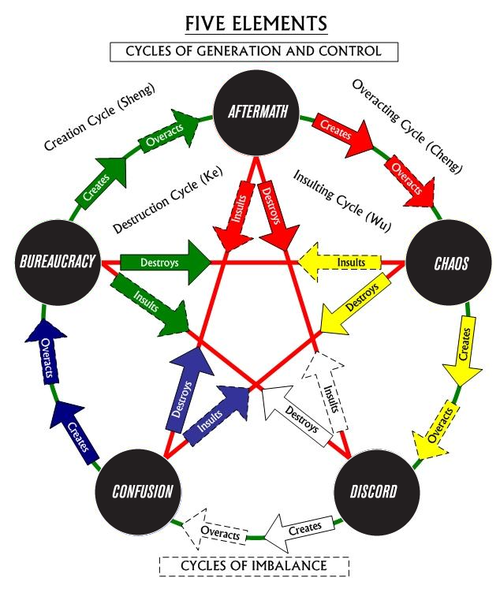 FIVE ELEMENTS
CYCLES OF GENERATION AND CONTROL
Creation Cycle (Sheng)
Overacting Cycle (Cheng)
AFTERMATH
Overacts
Creates
Creates
Overacts
Destruction Cycle (Ke)
Insulting Cycle (Wu)
Insults
Destroys
BUREAUCRACY
Destroys
Insults
CHAOS
Insults
Destroys
Overacts
Creates
Destroys
Insults
Insults
Destroys
Creates
Overacts
CONFUSION
DISCORD
Overacts
Creates
CYCLES OF IMBALANCE